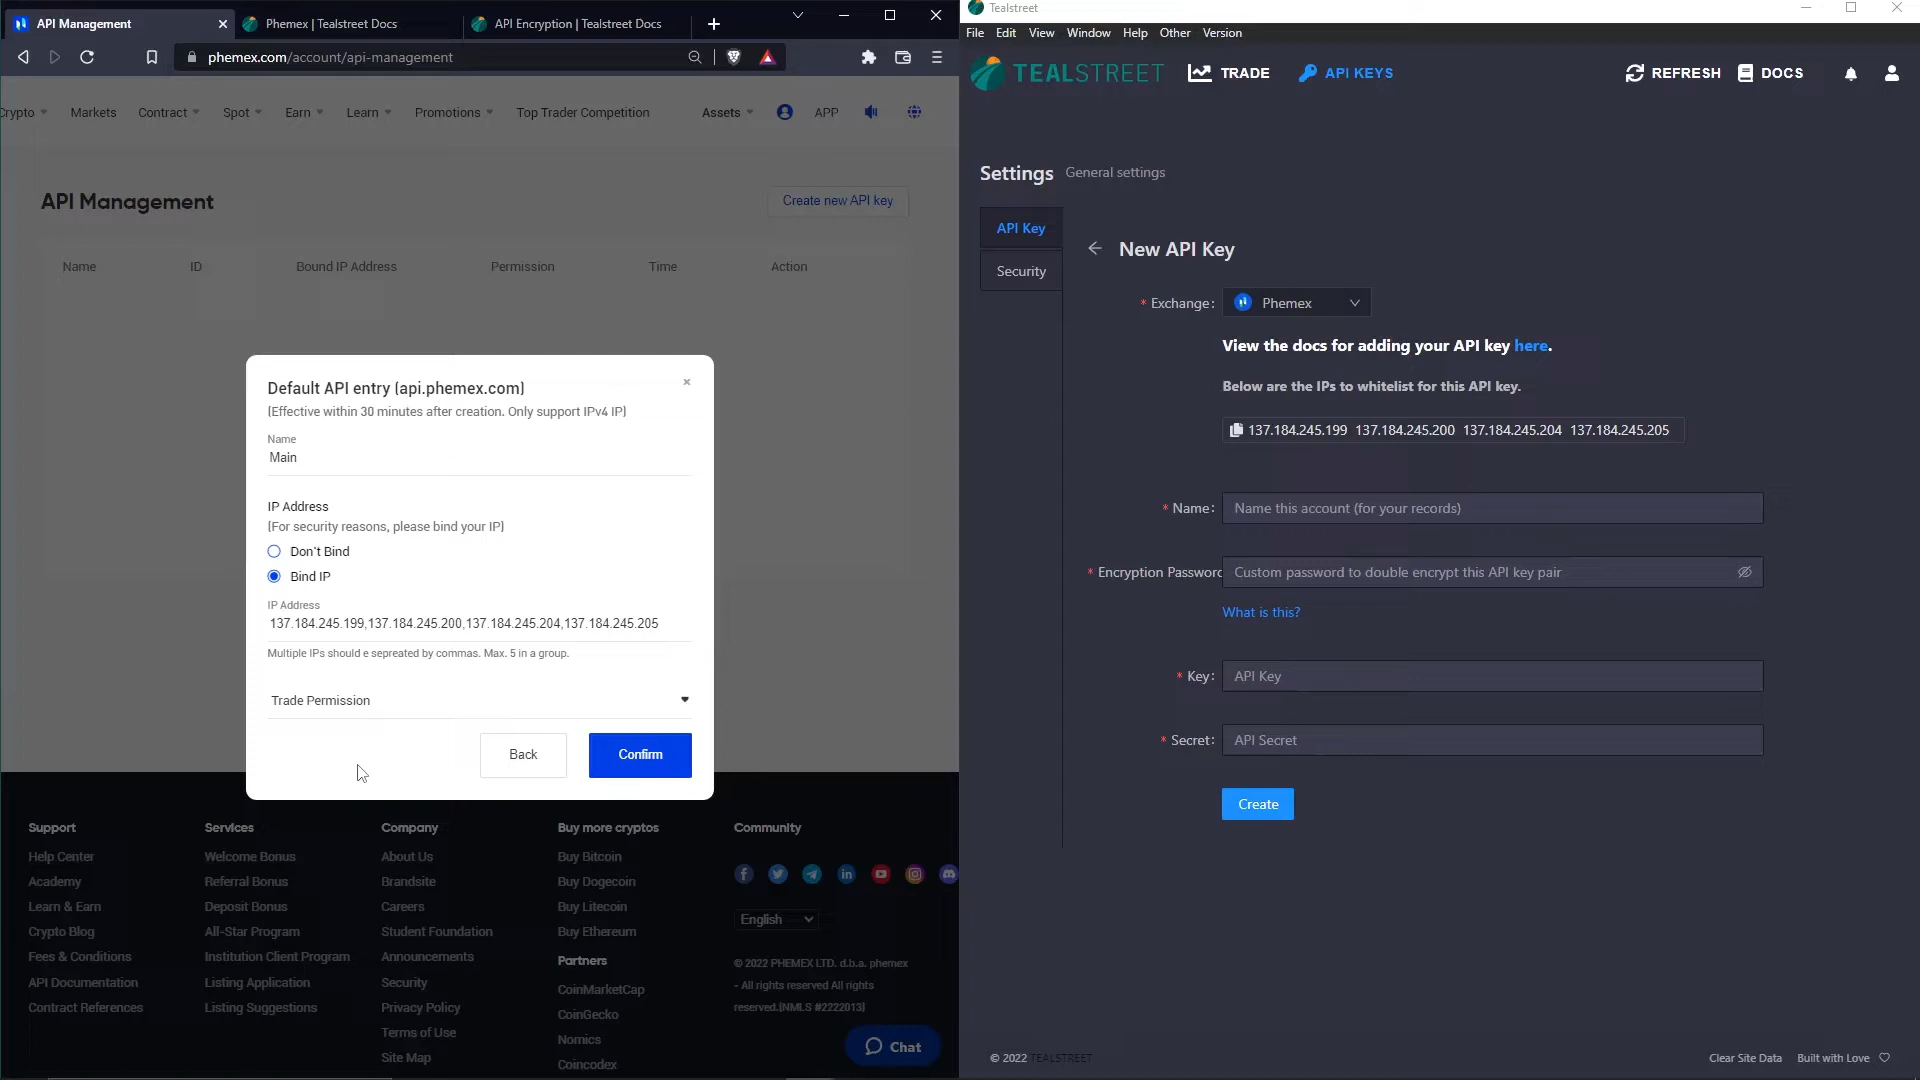 API Management
Phemex | Tealstreet Docs
API Encryption | Tealstreet Docs
phemex.com/account/api-management
Crypto
Markets
Contract
Spot
Earn
Learn
Promotions
Top Trader Competition
Assets
APP
API Management
Create new API key
Name
ID
Bound IP Address
Permission
Time
Action
Default API entry (api.phemex.com)
(Effective within 30 minutes after creation. Only support IPv4 IP)
Name
Main
IP Address
(For security reasons, please bind your IP)
Don't Bind
Bind IP
IP Address
137.184.245.199,137.184.245.200,137.184.245.204,137.184.245.205
Multiple IPs should e sepreated by commas. Max. 5 in a group.
Trade Permission
Back
Confirm
Support
Help Center
Academy
Learn & Earn
Crypto Blog
Fees & Conditions
API Documentation
Contract References
Services
Welcome Bonus
Referral Bonus
Deposit Bonus
All-Star Program
Institution Client Program
Listing Application
Listing Suggestions
Company
About Us
Brandsite
Careers
Student Foundation
Announcements
Security
Privacy Policy
Terms of Use
Site Map
Buy more cryptos
Buy Bitcoin
Buy Dogecoin
Buy Litecoin
Buy Ethereum
Partners
CoinMarketCap
CoinGecko
Nomics
Coincodex
Community
English
© 2022 PHEMEX LTD. d.b.a. phemex
- All rights reserved All rights
reserved.(NMLS #2222013)
Chat
Tealstreet
File Edit View Window Help Other Version
TEALSTREET
TRADE
API KEYS
REFRESH
DOCS
Settings General settings
API Key
Security
New API Key
* Exchange:
Phemex
View the docs for adding your API key here.
Below are the IPs to whitelist for this API key.
137.184.245.199 137.184.245.200 137.184.245.204 137.184.245.205
* Name:
Name this account (for your records)
* Encryption Password
Custom password to double encrypt this API key pair
What is this?
* Key:
API Key
* Secret:
API Secret
Create
© 2022 TEALSTREET
Clear Site Data
Built with Love